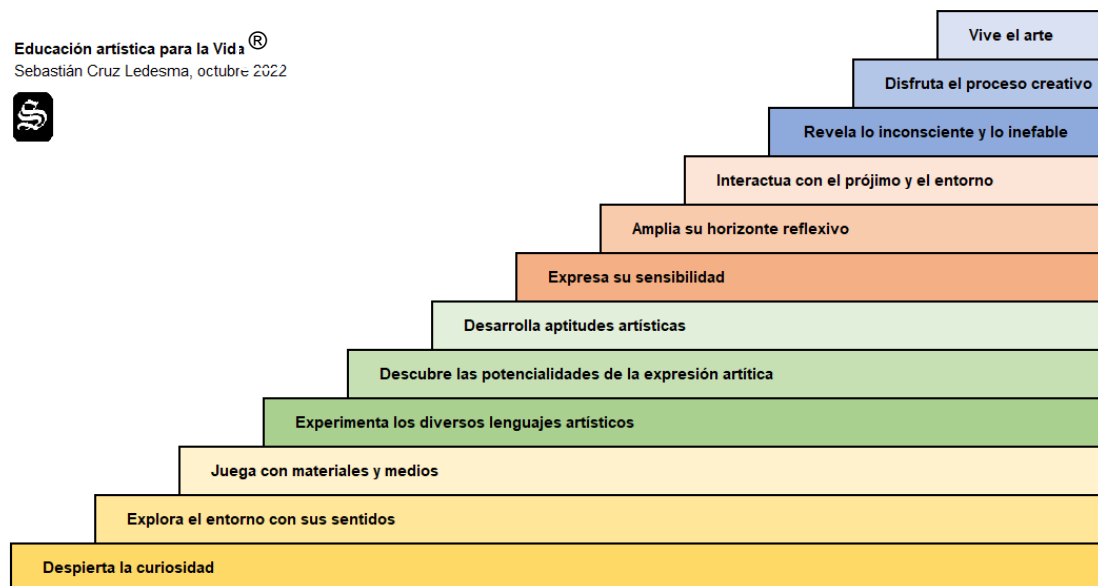 Educación artística para la Vida ®
Sebastián Cruz Ledesma, octubre 2022
S
Vive el arte
Disfruta el proceso creativo
Revela lo inconsciente y lo inefable
Interactua con el prójimo y el entorno
Amplia su horizonte reflexivo
Expresa su sensibilidad
Desarrolla aptitudes artísticas
Descubre las potencialidades de la expresión artítica
Experimenta los diversos lenguajes artísticos
Juega con materiales y medios
Explora el entorno con sus sentidos
Despierta la curiosidad